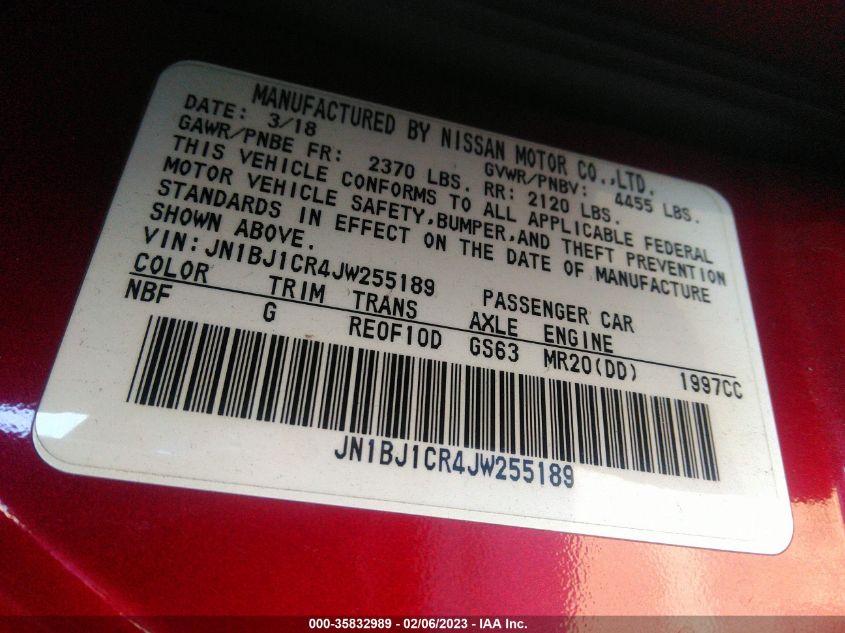 MANUFACTURED BY NISSAN MOTOR CO.,LTD.
DATE: 3/18 GVWR/PNBV: 4455 LBS.
GAWR/PNBE FR: 2370 LBS. RR: 2120 LBS.
THIS VEHICLE CONFORMS TO ALL APPLICABLE FEDERAL
MOTOR VEHICLE SAFETY,BUMPER,AND THEFT PREVENTION
STANDARDS IN EFFECT ON THE DATE OF MANUFACTURE
SHOWN ABOVE.
VIN:JN1BJ1CR4JW255189 PASSENGER CAR
COLOR TRIM TRANS AXLE ENGINE
NBF G RE0F10D GS63 MR20(DD) 1997CC
JN1BJ1CR4JW255189
000-35832989 - 02/06/2023 - IAA Inc.